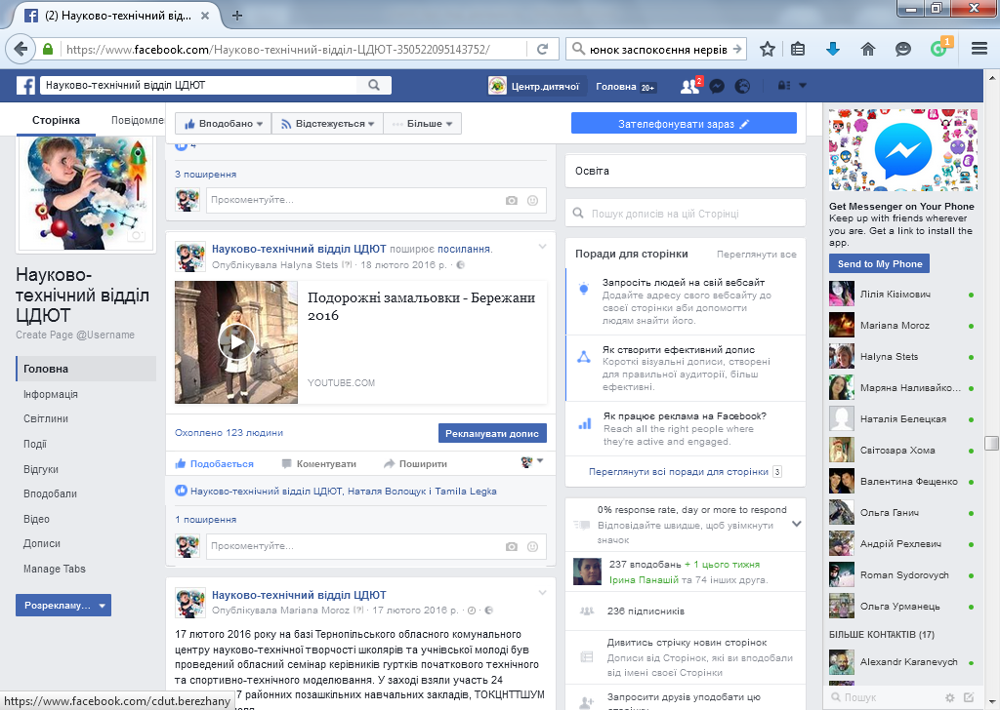 (2) Науково-технічний від...
https://www.facebook.com/Науково-технічний-відділ-ЦДЮТ-350522095143752/
юнок заспокоєння нервів
1
Науково-технічний відділ ЦДЮТ
Центр.дитячої
Головна 20+
2
Сторінка
Повідомле
Вподобано
Відстежується
Більше
Зателефонувати зараз
Науково-
технічний відділ
ЦДЮТ
Create Page @Username
Головна
Інформація
Світлини
Події
Відгуки
Вподобали
Відео
Дописи
Manage Tabs
Розрекламу...
4
3 поширення
Прокоментуйте...
Науково-технічний відділ ЦДЮТ поширює посилання.
Опублікувала Halyna Stets [?] · 18 лютого 2016 р. ·
Подорожні замальовки - Бережани
2016
YOUTUBE.COM
Охоплено 123 людини
Рекламувати допис
Подобається
Коментувати
Поширити
Науково-технічний відділ ЦДЮТ, Наталя Волощук і Tamila Legka
1 поширення
Прокоментуйте...
Науково-технічний відділ ЦДЮТ
Опублікувала Mariana Moroz [?] · 17 лютого 2016 р. ·
17 лютого 2016 року на базі Тернопільського обласного комунального
центру науково-технічної творчості школярів та учнівської молоді був
проведений обласний семінар керівників гуртків початкового технічного
та спортивно-технічного моделювання. У заході взяли участь 24
7 районних позашкільних навчальних закладів, ТОКЦНТТШУМ
Освіта
Пошук дописів на цій Сторінці
Поради для сторінки
Переглянути все
Запросіть людей на свій вебсайт
Додайте адресу свого вебсайту до
своєї сторінки аби допомогти
людям знайти його.
Як створити ефективний допис
Короткі візуальні дописи, створені
для правильної аудиторії, більш
ефективні.
Як працює реклама на Facebook?
Reach all the right people where
they're active and engaged.
Переглянути всі поради для сторінки 3
0% response rate, day or more to respond
Відповідайте швидше, щоб увімкнути
значок
237 вподобань + 1 цього тижня
Ірина Панашій та 74 інших друга.
236 підписників
Дивитись стрічку новин сторінок
Дописи від Сторінок, які ви вподобали
від імені своєї Сторінки
Запросити друзів уподобати цю
Get Messenger on Your Phone
Keep up with friends wherever
you are. Get a link to install the
app.
Send to My Phone
Лілія Кізімович
Mariana Moroz
Halyna Stets
Маряна Наливайко...
Наталія Белецкая
Світозара Хома
Валентина Фещенко
Ольга Ганич
Андрій Рехлевич
Roman Sydorovych
Ольга Урманець
БІЛЬШЕ КОНТАКТІВ (17)
Alexandr Karanevych
Пошук
https://www.facebook.com/cdut.berezhany